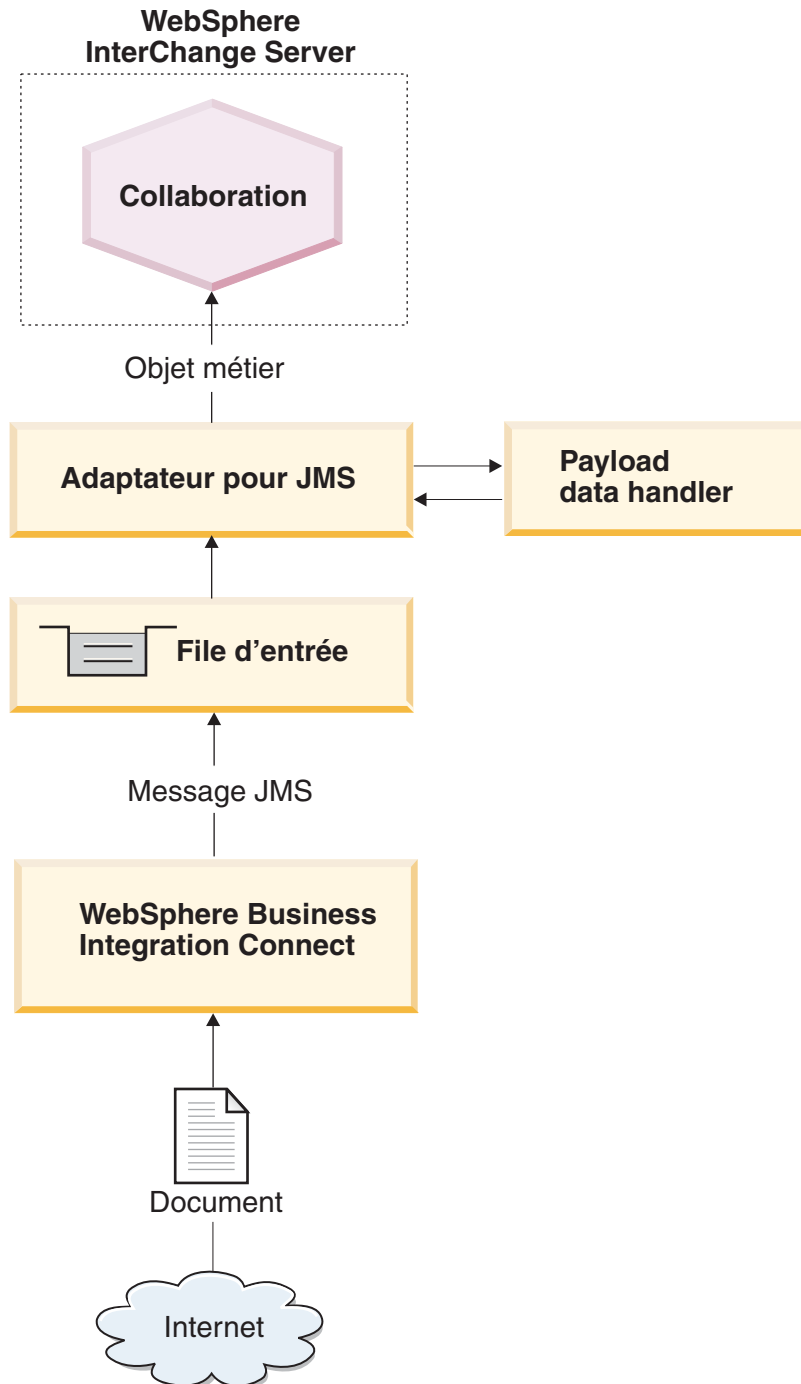 WebSphere
InterChange Server
Collaboration
Objet métier
Adaptateur pour JMS
Payload
data handler
File d'entrée
Message JMS
WebSphere Business
Integration Connect
Document
Internet